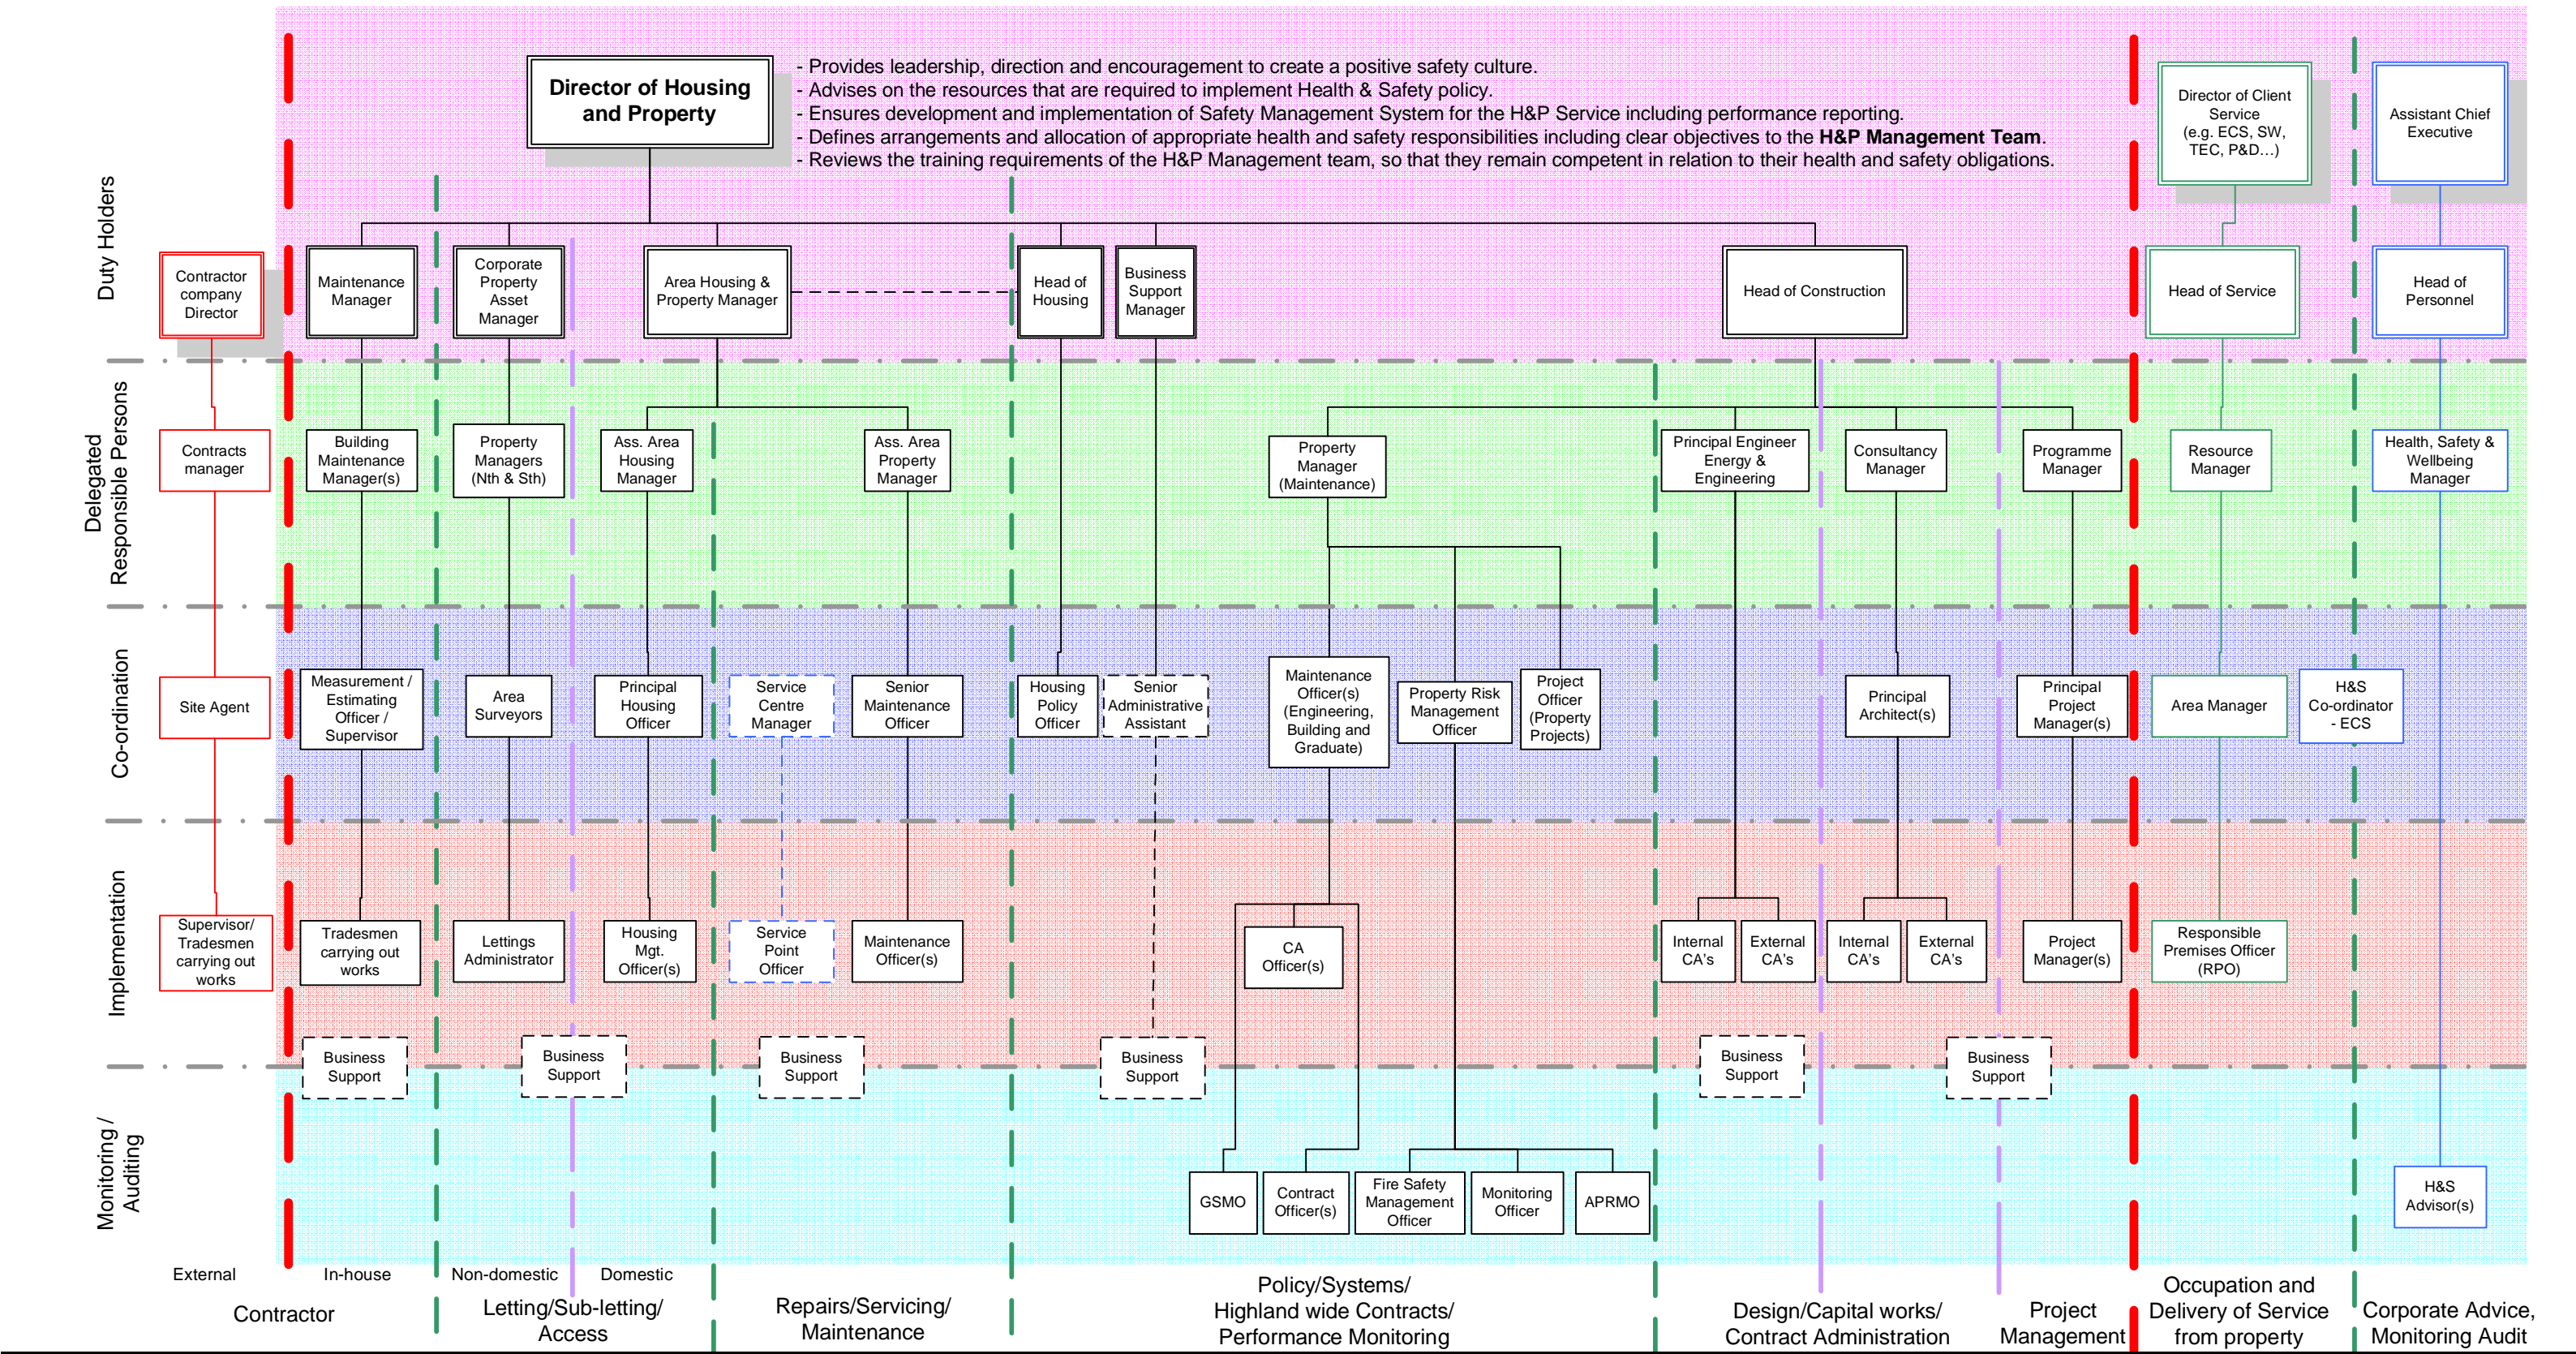 Director of Housing
and Property
- Provides leadership, direction and encouragement to create a positive safety culture.
- Advises on the resources that are required to implement Health & Safety policy.
- Ensures development and implementation of Safety Management System for the H&P Service including performance reporting.
- Defines arrangements and allocation of appropriate health and safety responsibilities including clear objectives to the H&P Management Team.
- Reviews the training requirements of the H&P Management team, so that they remain competent in relation to their health and safety obligations.
Director of Client
Service
(e.g. ECS, SW,
TEC, P&D…)
Assistant Chief
Executive
Duty Holders
Contractor
company
Director
Maintenance
Manager
Corporate
Property
Asset
Manager
Area Housing &
Property Manager
Head of
Housing
Business
Support
Manager
Head of Construction
Head of Service
Head of
Personnel
Delegated
Responsible Persons
Contracts
manager
Building
Maintenance
Manager(s)
Property
Managers
(Nth & Sth)
Ass. Area
Housing
Manager
Ass. Area
Property
Manager
Property
Manager
(Maintenance)
Principal Engineer
Energy &
Engineering
Consultancy
Manager
Programme
Manager
Resource
Manager
Health, Safety &
Wellbeing
Manager
Co-ordination
Site Agent
Measurement /
Estimating
Officer /
Supervisor
Area
Surveyors
Principal
Housing
Officer
Service
Centre
Manager
Senior
Maintenance
Officer
Housing
Policy
Officer
Senior
Administrative
Assistant
Maintenance
Officer(s)
(Engineering,
Building and
Graduate)
Property Risk
Management
Officer
Project
Officer
(Property
Projects)
Principal
Architect(s)
Principal
Project
Manager(s)
Area Manager
H&S
Co-ordinator
- ECS
Implementation
Supervisor/
Tradesmen
carrying out
works
Tradesmen
carrying out
works
Lettings
Administrator
Housing
Mgt.
Officer(s)
Service
Point
Officer
Maintenance
Officer(s)
CA
Officer(s)
Internal
CA's
External
CA's
Internal
CA's
External
CA's
Project
Manager(s)
Responsible
Premises Officer
(RPO)
Business
Support
Business
Support
Business
Support
Business
Support
Business
Support
Business
Support
Monitoring /
Auditing
GSMO
Contract
Officer(s)
Fire Safety
Management
Officer
Monitoring
Officer
APRMO
H&S
Advisor(s)
External
In-house
Non-domestic
Domestic
Contractor
Letting/Sub-letting/
Access
Repairs/Servicing/
Maintenance
Policy/Systems/
Highland wide Contracts/
Performance Monitoring
Design/Capital works/
Contract Administration
Project
Management
Occupation and
Delivery of Service
from property
Corporate Advice,
Monitoring Audit